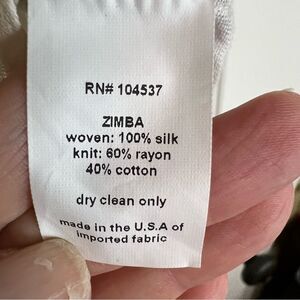 RN# 104537
ZIMBA
woven: 100% silk
knit: 60% rayon
40% cotton
dry clean only
made in the U.S.A of
imported fabric